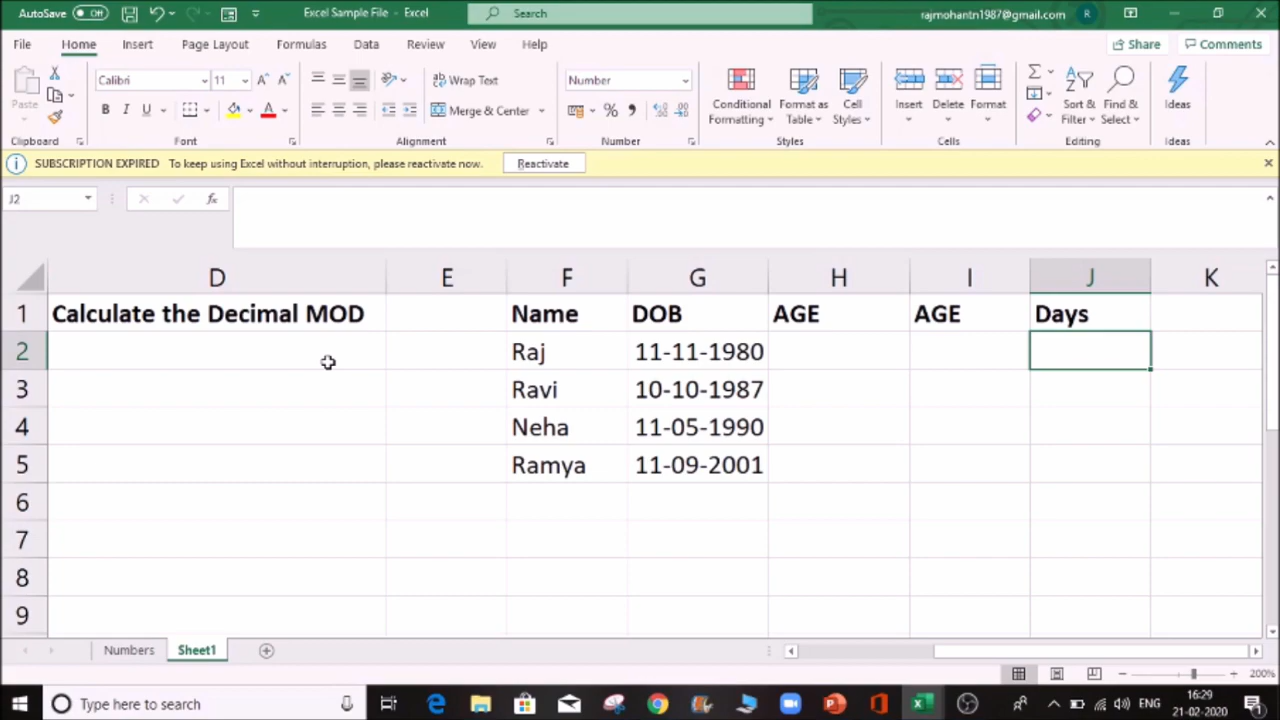 AutoSave Off Excel Sample File - Excel Search rajmohantn1987@gmail.com R
File Home Insert Page Layout Formulas Data Review View Help Share Comments
Paste Calibri 11 A A Wrap Text Number Conditional Formatting Format as Table Cell Styles Insert Delete Format Sort & Filter Find & Select Ideas
B I U A Merge & Center %
Clipboard Font Alignment Number Styles Cells Editing Ideas
SUBSCRIPTION EXPIRED To keep using Excel without interruption, please reactivate now. Reactivate
J2 fx
D E F G H I J K
1 Calculate the Decimal MOD Name DOB AGE AGE Days
2 Raj 11-11-1980
3 Ravi 10-10-1987
4 Neha 11-05-1990
5 Ramya 11-09-2001
6
7
8
9
Numbers Sheet1
200%
Type here to search ENG 16:29
21-02-2020